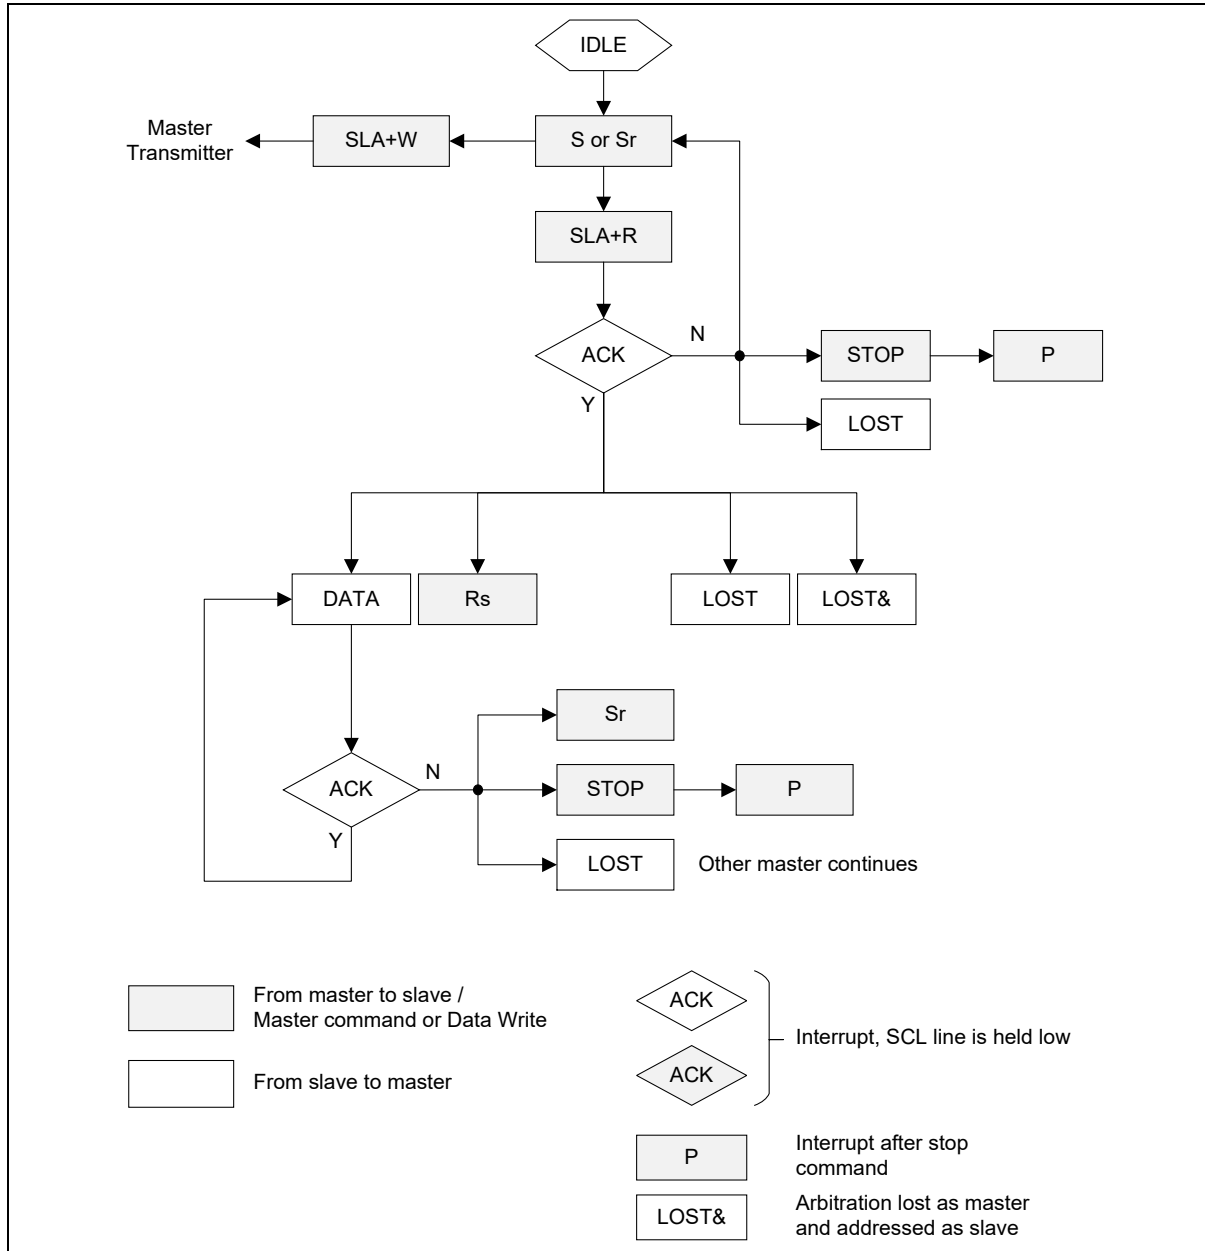 IDLE
Master
Transmitter
SLA+W
S or Sr
SLA+R
ACK
N
Y
STOP
P
LOST
DATA
Rs
LOST
LOST&
ACK
N
Y
Sr
STOP
P
LOST
Other master continues
From master to slave /
Master command or Data Write
From slave to master
ACK
ACK
Interrupt, SCL line is held low
P
Interrupt after stop
command
LOST&
Arbitration lost as master
and addressed as slave